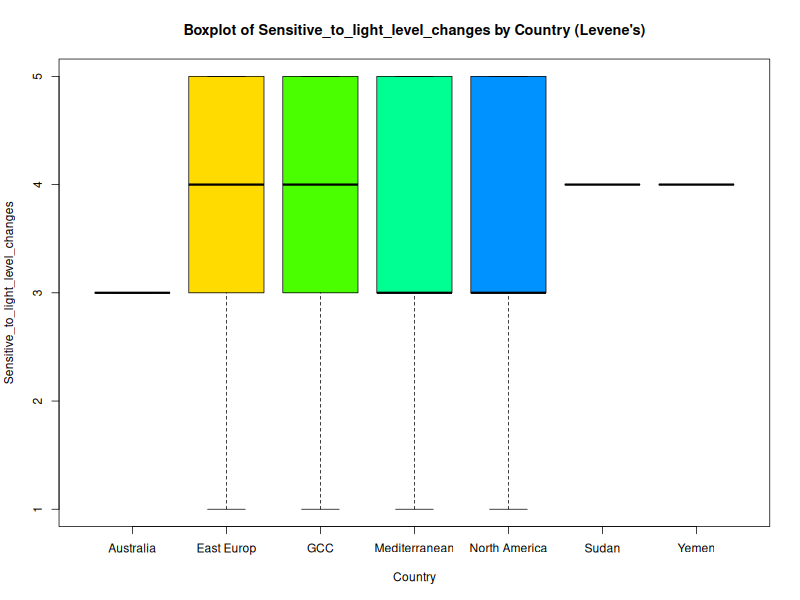 Boxplot of Sensitive_to_light_level_changes by Country (Levene's)
Sensitive_to_light_level_changes
5
4
3
2
1
Australia East Europ GCC Mediterranean North America Sudan Yemen
Country